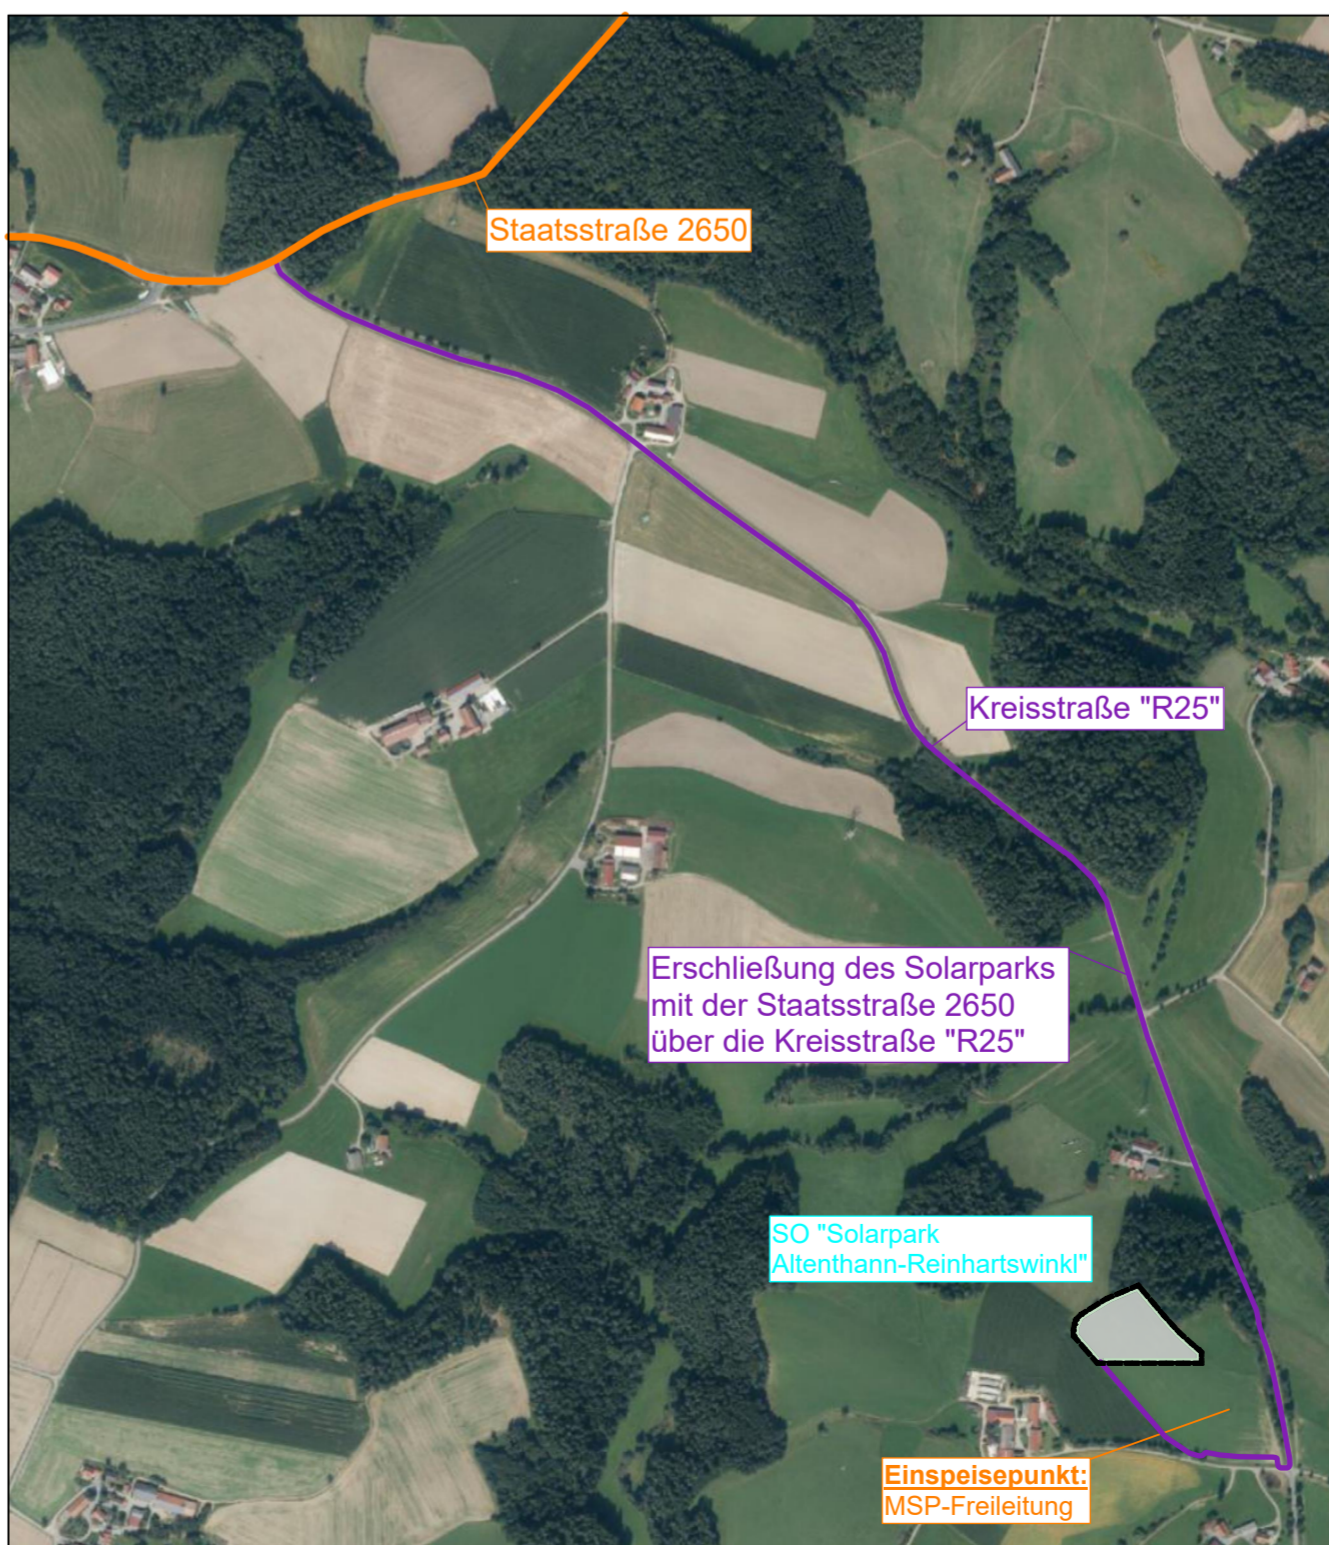 Staatsstraße 2650
Kreisstraße "R25"
Erschließung des Solarparks
mit der Staatsstraße 2650
über die Kreisstraße "R25"
SO "Solarpark
Altenthann-Reinhartswinkl"
Einspeisepunkt:
MSP-Freileitung